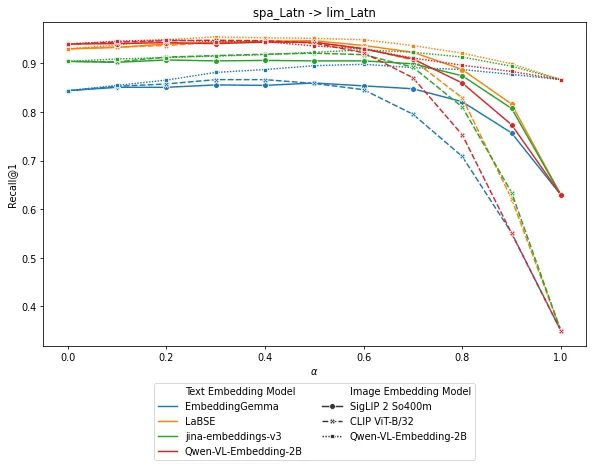 spa_Latn -> lim_Latn
Recall@1
0.9
0.8
0.7
0.6
0.5
0.4
0.0
0.2
0.4
0.6
0.8
1.0
α
Text Embedding Model
EmbeddingGemma
LaBSE
jina-embeddings-v3
Qwen-VL-Embedding-2B
Image Embedding Model
SigLIP 2 So400m
CLIP ViT-B/32
Qwen-VL-Embedding-2B